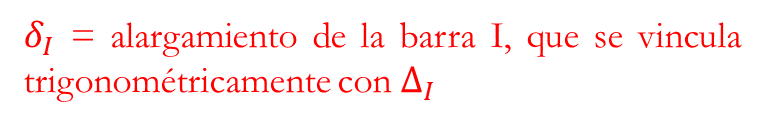 δ_I = alargamiento de la barra I, que se vincula
trigonométricamente con Δ_I